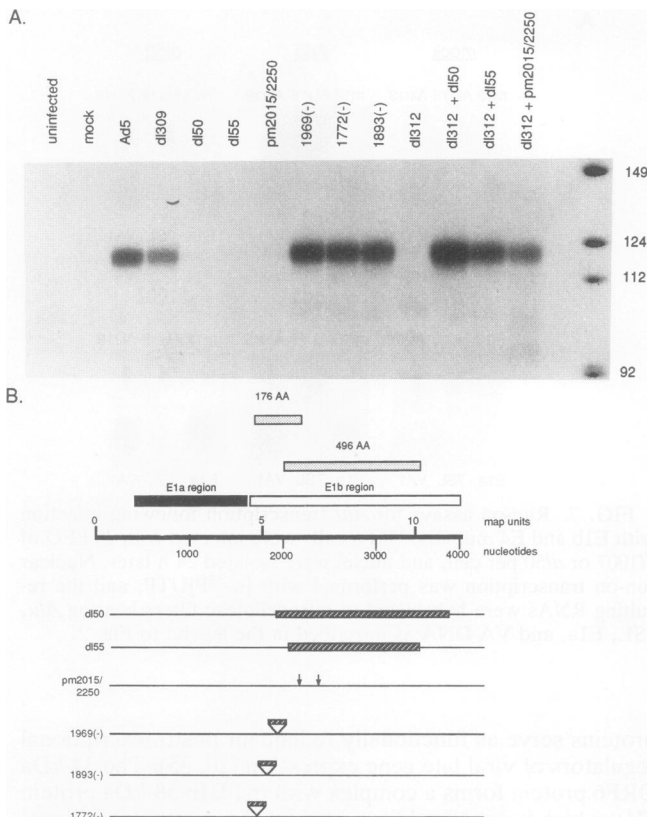 A.
uninfected
mock
Ad5
dl309
dl50
dl55
pm2015/2250
1969(-)
1772(-)
1893(-)
dl312
dl312 + dl50
dl312 + dl55
dl312 + pm2015/2250
149
124
112
92
B.
176 AA
496 AA
E1a region
E1b region
0
5
10
map units
1000
2000
3000
4000
nucleotides
dl50
dl55
pm2015/
2250
1969(-)
1893(-)
1772(-)